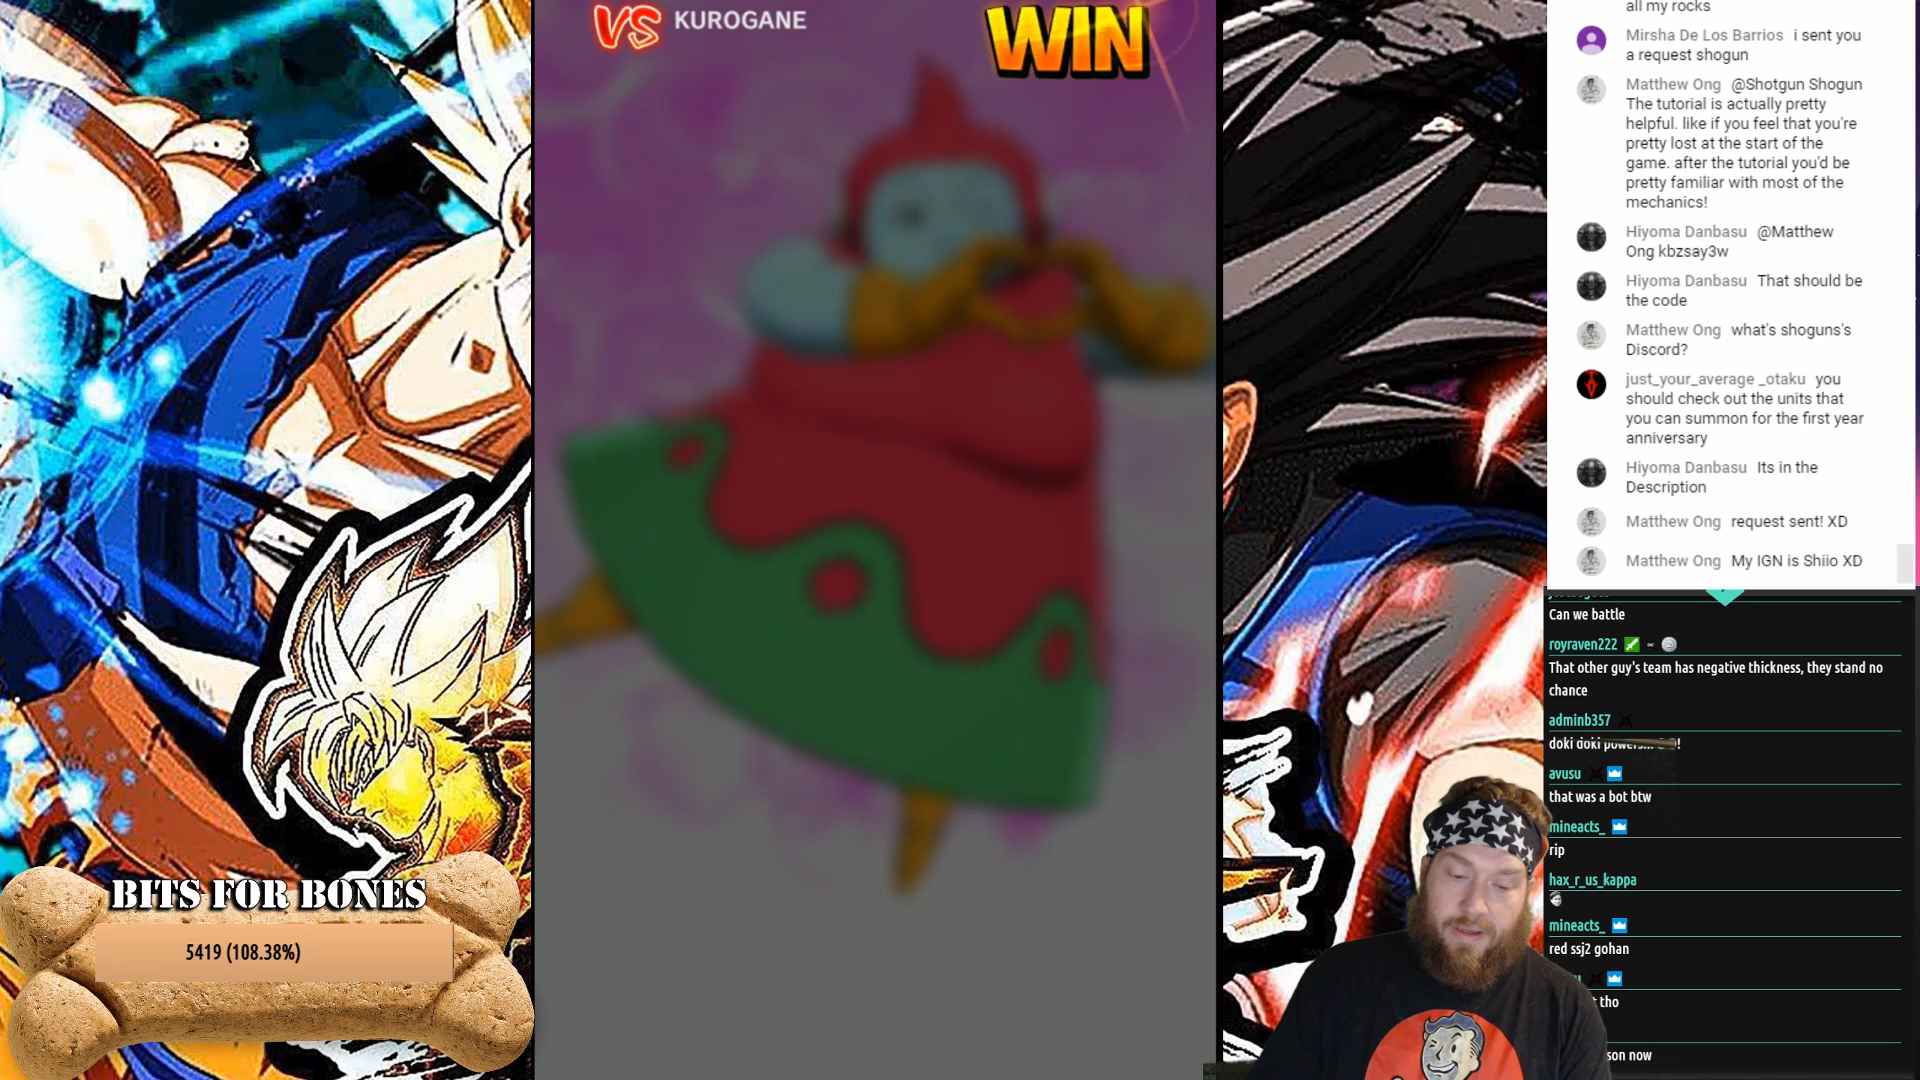 VS KUROGANE
WIN
all my rocks
Mirsha De Los Barrios i sent you
a request shogun
Matthew Ong @Shotgun Shogun
The tutorial is actually pretty
helpful. like if you feel that you're
pretty lost at the start of the
game. after the tutorial you'd be
pretty familiar with most of the
mechanics!
Hiyoma Danbasu @Matthew
Ong kbzsay3w
Hiyoma Danbasu That should be
the code
Matthew Ong what's shoguns's
Discord?
just_your_average _otaku you
should check out the units that
you can summon for the first year
anniversary
Hiyoma Danbasu Its in the
Description
Matthew Ong request sent! XD
Matthew Ong My IGN is Shiio XD
Can we battle
royraven222
That other guy's team has negative thickness, they stand no
chance
adminb357
doki doki
avusu
that was a bot btw
mineacts_
rip
hax_r_us_kappa
mineacts_
red ssj2 gohan
tho
son now
BITS FOR BONES
5419 (108.38%)